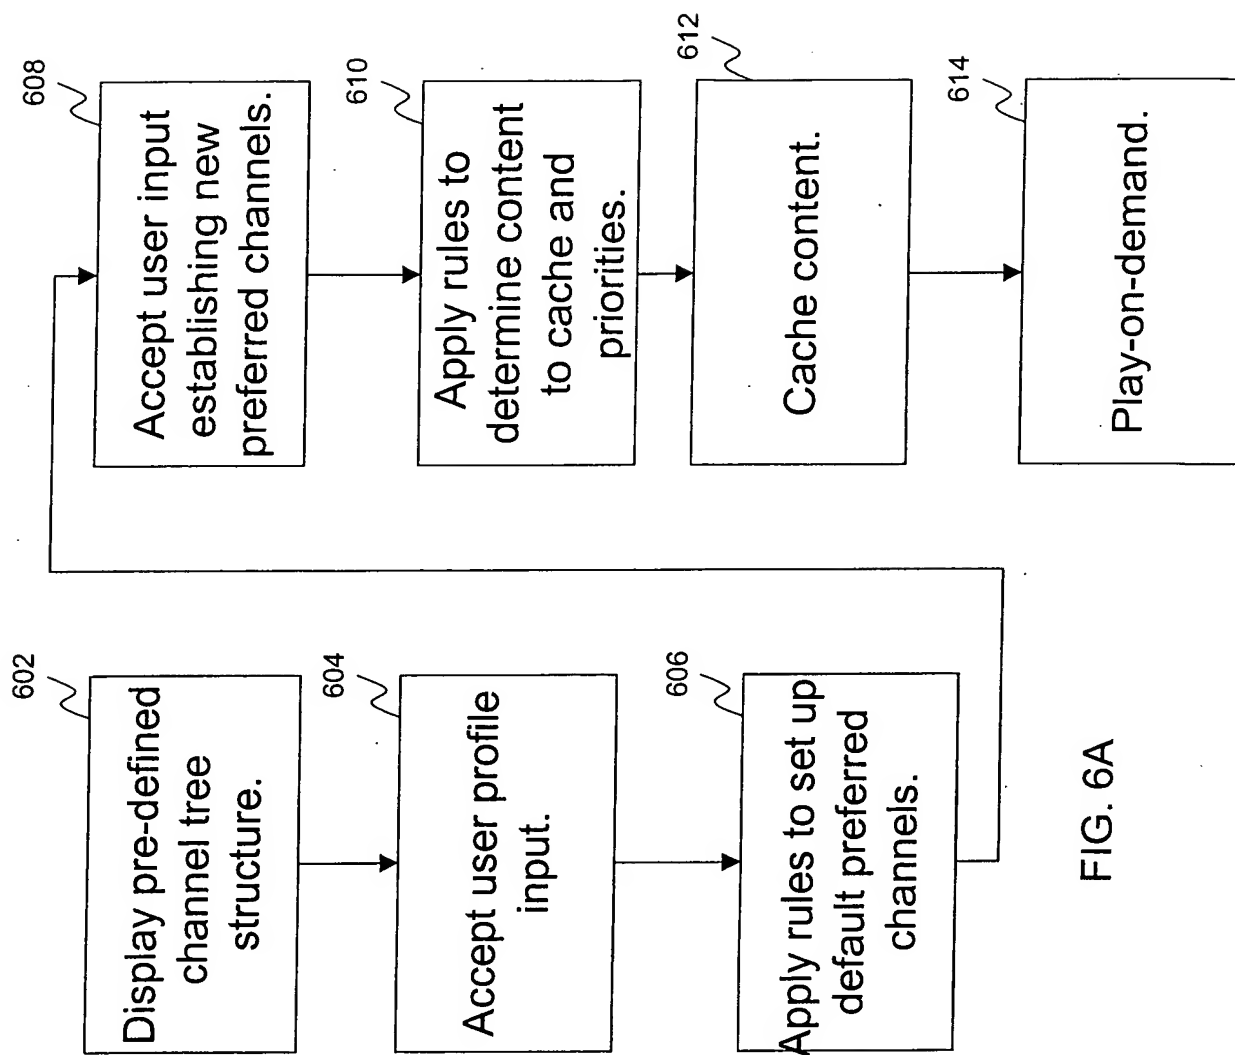 602
Display pre-defined
channel tree
structure.
604
Accept user profile
input.
606
Apply rules to set up
default preferred
channels.
608
Accept user input
establishing new
preferred channels.
610
Apply rules to
determine content
to cache and
priorities.
612
Cache content.
614
Play-on-demand.
FIG. 6A